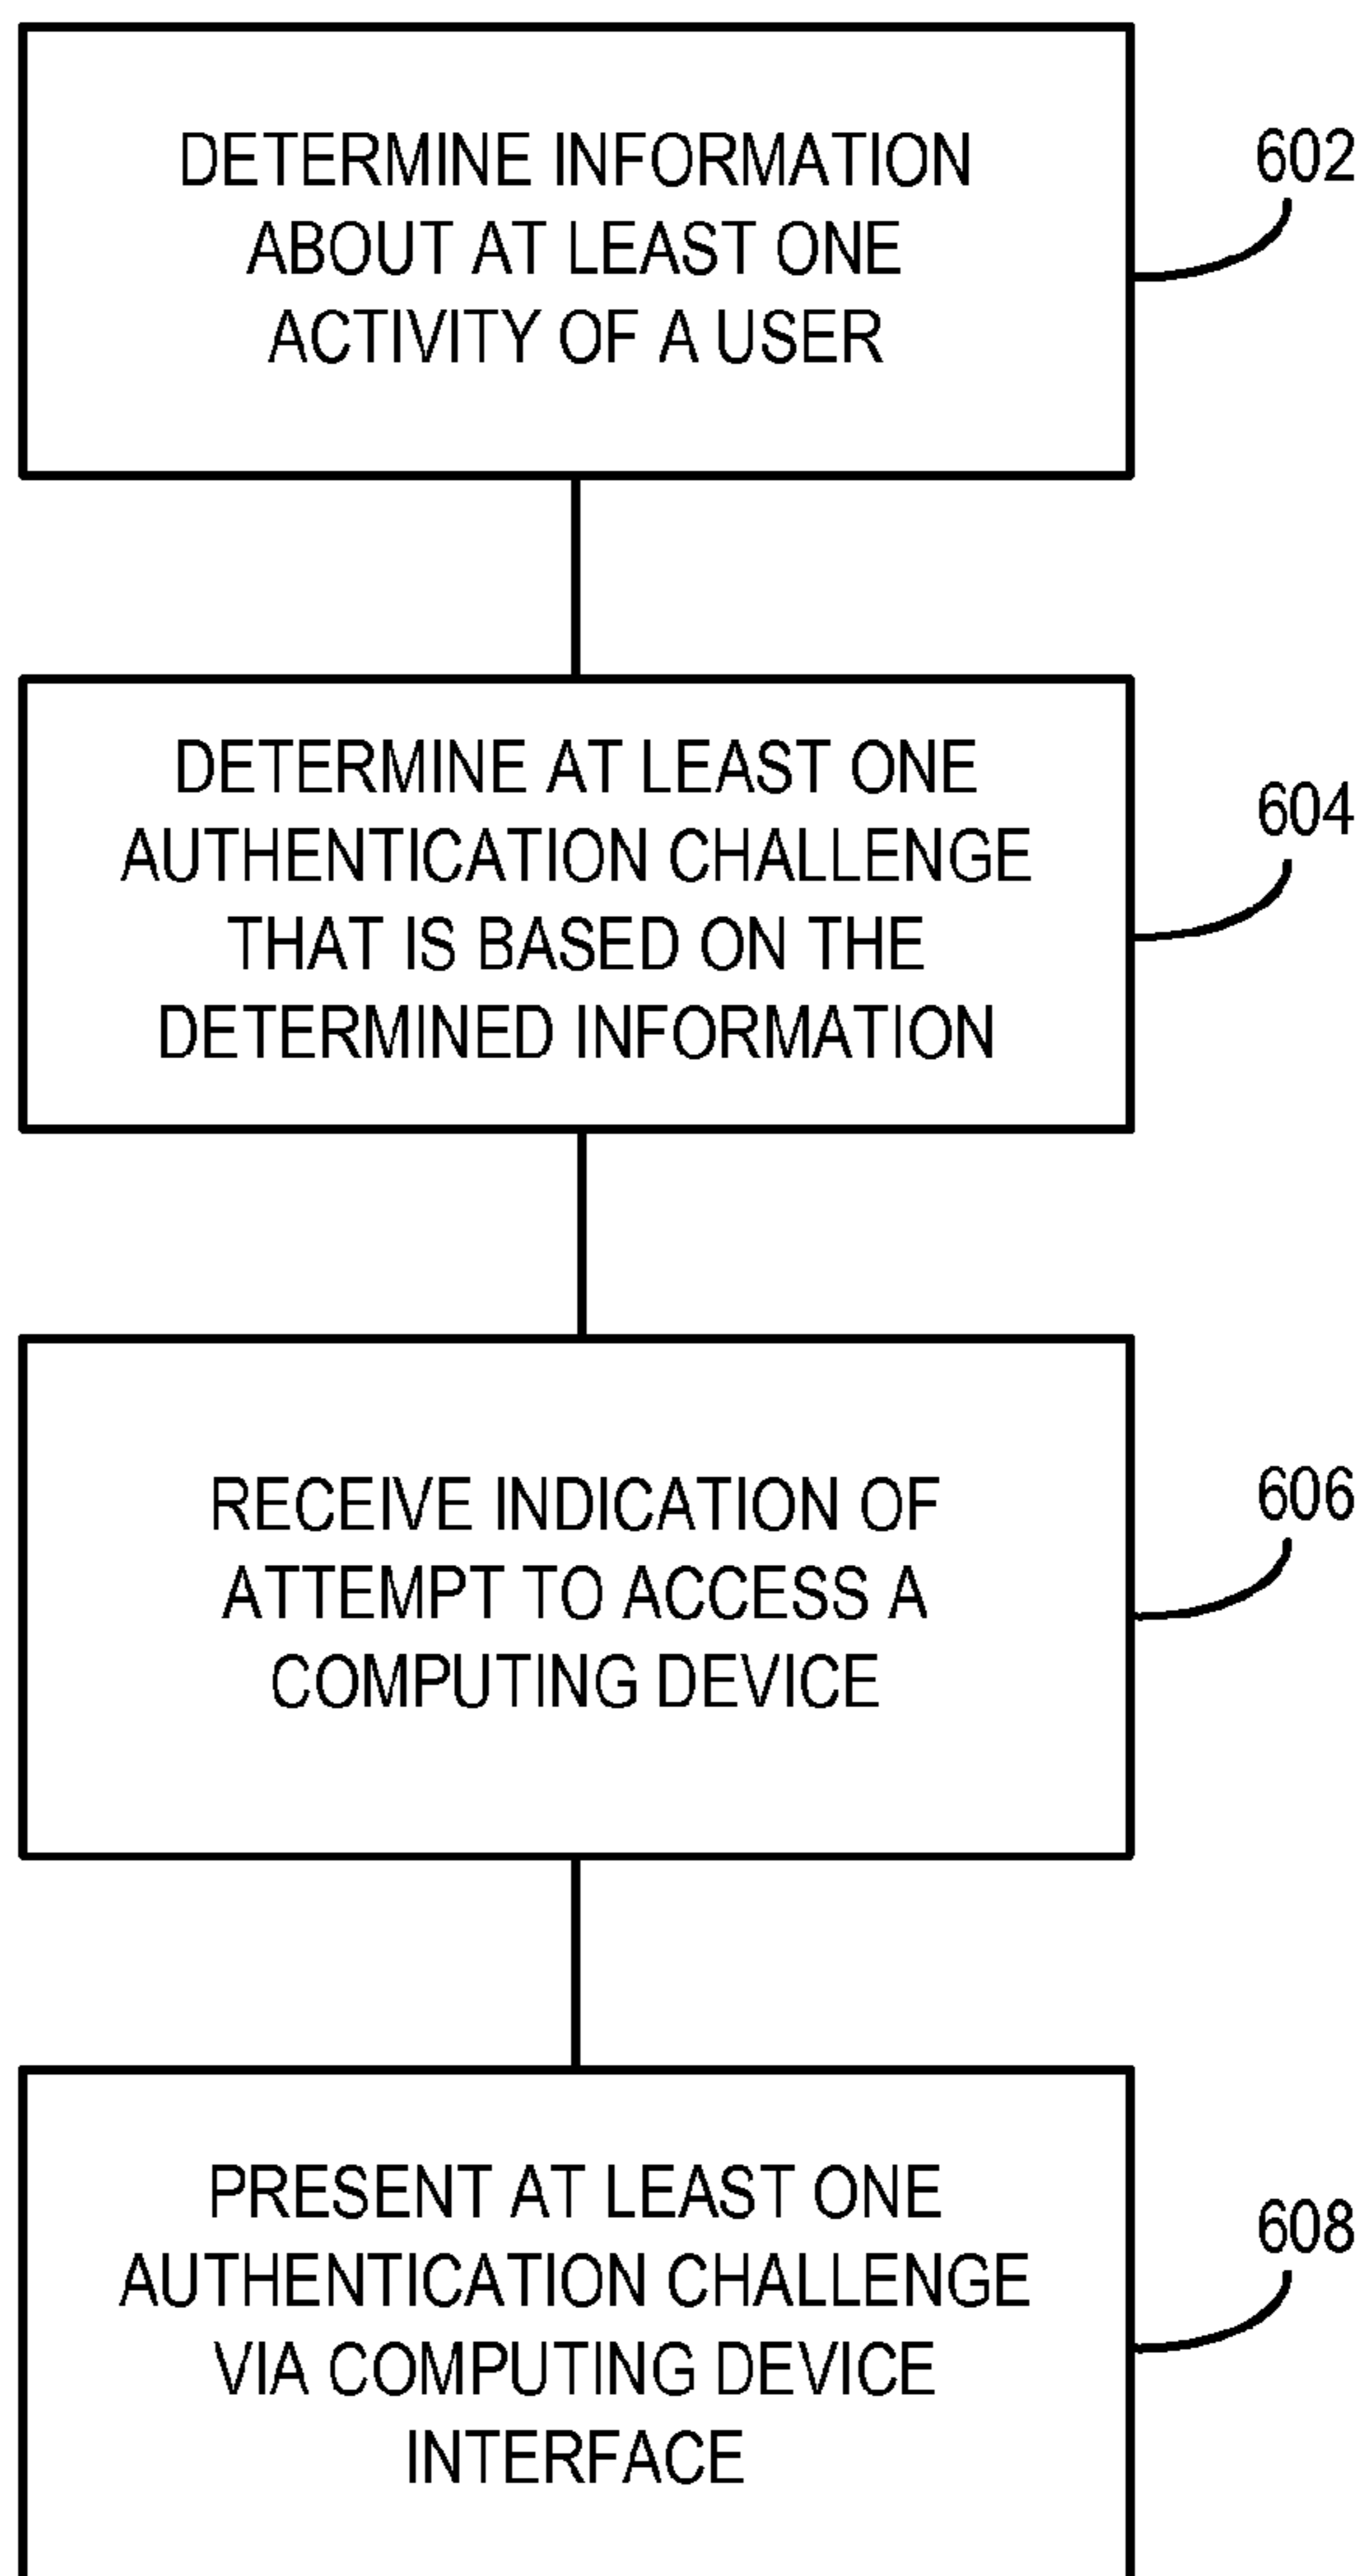 DETERMINE INFORMATION
ABOUT AT LEAST ONE
ACTIVITY OF A USER
602
DETERMINE AT LEAST ONE
AUTHENTICATION CHALLENGE
THAT IS BASED ON THE
DETERMINED INFORMATION
604
RECEIVE INDICATION OF
ATTEMPT TO ACCESS A
COMPUTING DEVICE
606
PRESENT AT LEAST ONE
AUTHENTICATION CHALLENGE
VIA COMPUTING DEVICE
INTERFACE
608